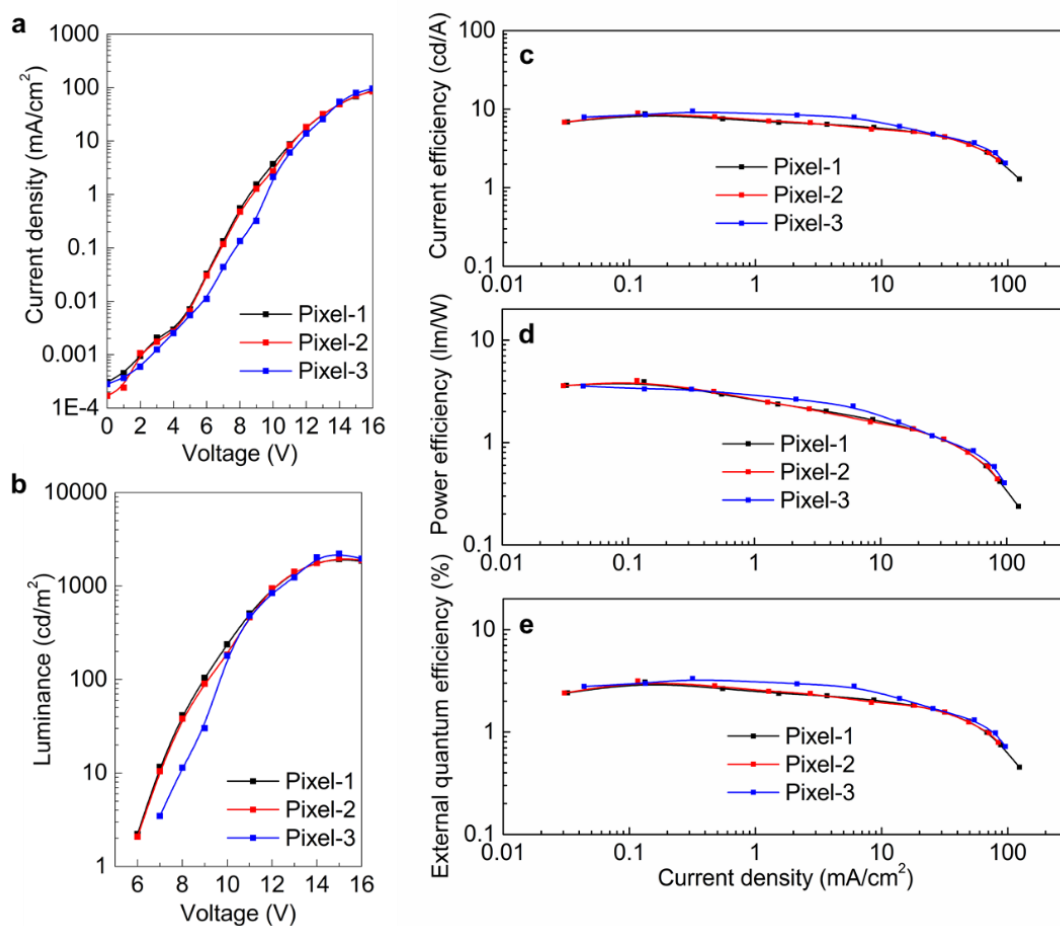 a
Current density (mA/cm²)
1000
100
10
1
0.1
0.01
0.001
1E-4
Pixel-1
Pixel-2
Pixel-3
0 2 4 6 8 10 12 14 16
Voltage (V)
b
Luminance (cd/m²)
10000
1000
100
10
1
Pixel-1
Pixel-2
Pixel-3
6 8 10 12 14 16
Voltage (V)
c
Current efficiency (cd/A)
100
10
1
0.1
Pixel-1
Pixel-2
Pixel-3
0.01 0.1 1 10 100
d
Power efficiency (lm/W)
10
1
0.1
Pixel-1
Pixel-2
Pixel-3
0.01 0.1 1 10 100
e
External quantum efficiency (%)
10
1
0.1
Pixel-1
Pixel-2
Pixel-3
0.01 0.1 1 10 100
Current density (mA/cm²)